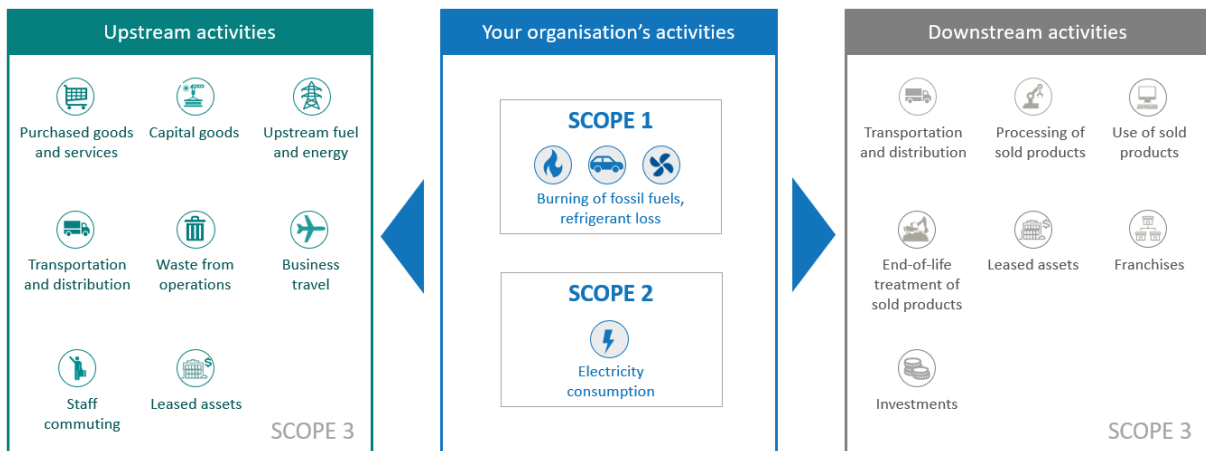 Upstream activities
Purchased goods
and services
Capital goods
Upstream fuel
and energy
Transportation
and distribution
Waste from
operations
Business
travel
Staff
commuting
Leased assets
SCOPE 3
Your organisation's activities
SCOPE 1
Burning of fossil fuels,
refrigerant loss
SCOPE 2
Electricity
consumption
Downstream activities
Transportation
and distribution
Processing of
sold products
Use of sold
products
End-of-life
treatment of
sold products
Leased assets
Franchises
Investments
SCOPE 3